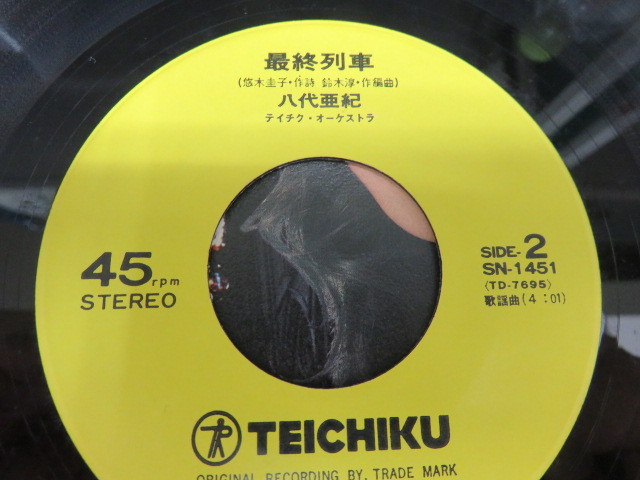 最終列車
(悠木圭子・作詩 鈴木淳・作編曲)
八代亜紀
テイチク・オーケストラ
45rpm
STEREO
SIDE-2
SN-1451
〈TD-7695〉
歌謡曲(4:01)
TEICHIKU
ORIGINAL RECORDING BY, TRADE MARK